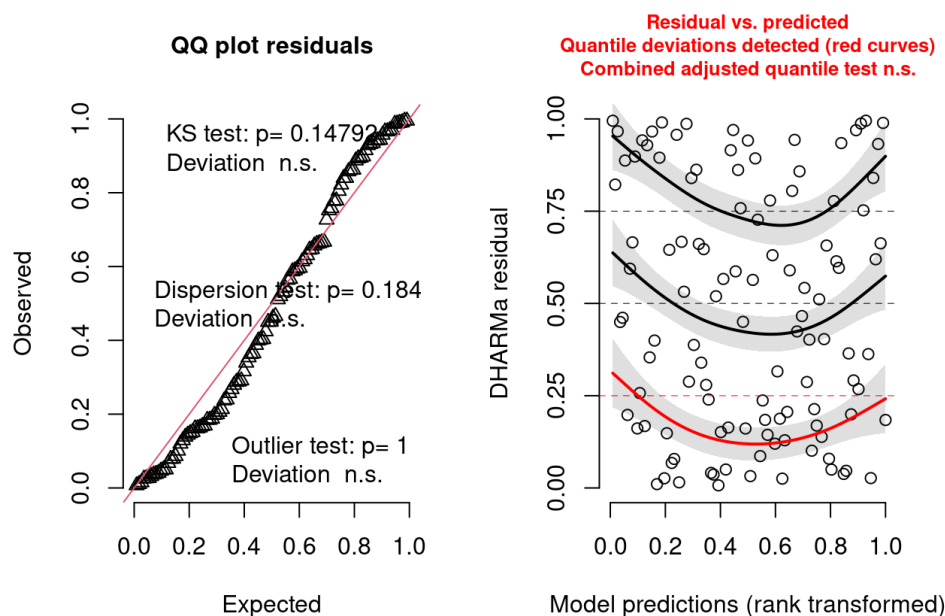 QQ plot residuals
KS test: p= 0.14792
Deviation n.s.
Dispersion test: p= 0.184
Deviation n.s.
Outlier test: p= 1
Deviation n.s.
Observed
0.0 0.2 0.4 0.6 0.8 1.0
0.0 0.2 0.4 0.6 0.8 1.0
Expected
Residual vs. predicted
Quantile deviations detected (red curves)
Combined adjusted quantile test n.s.
DHARMa residual
0.00 0.25 0.50 0.75 1.00
0.0 0.2 0.4 0.6 0.8 1.0
Model predictions (rank transformed)